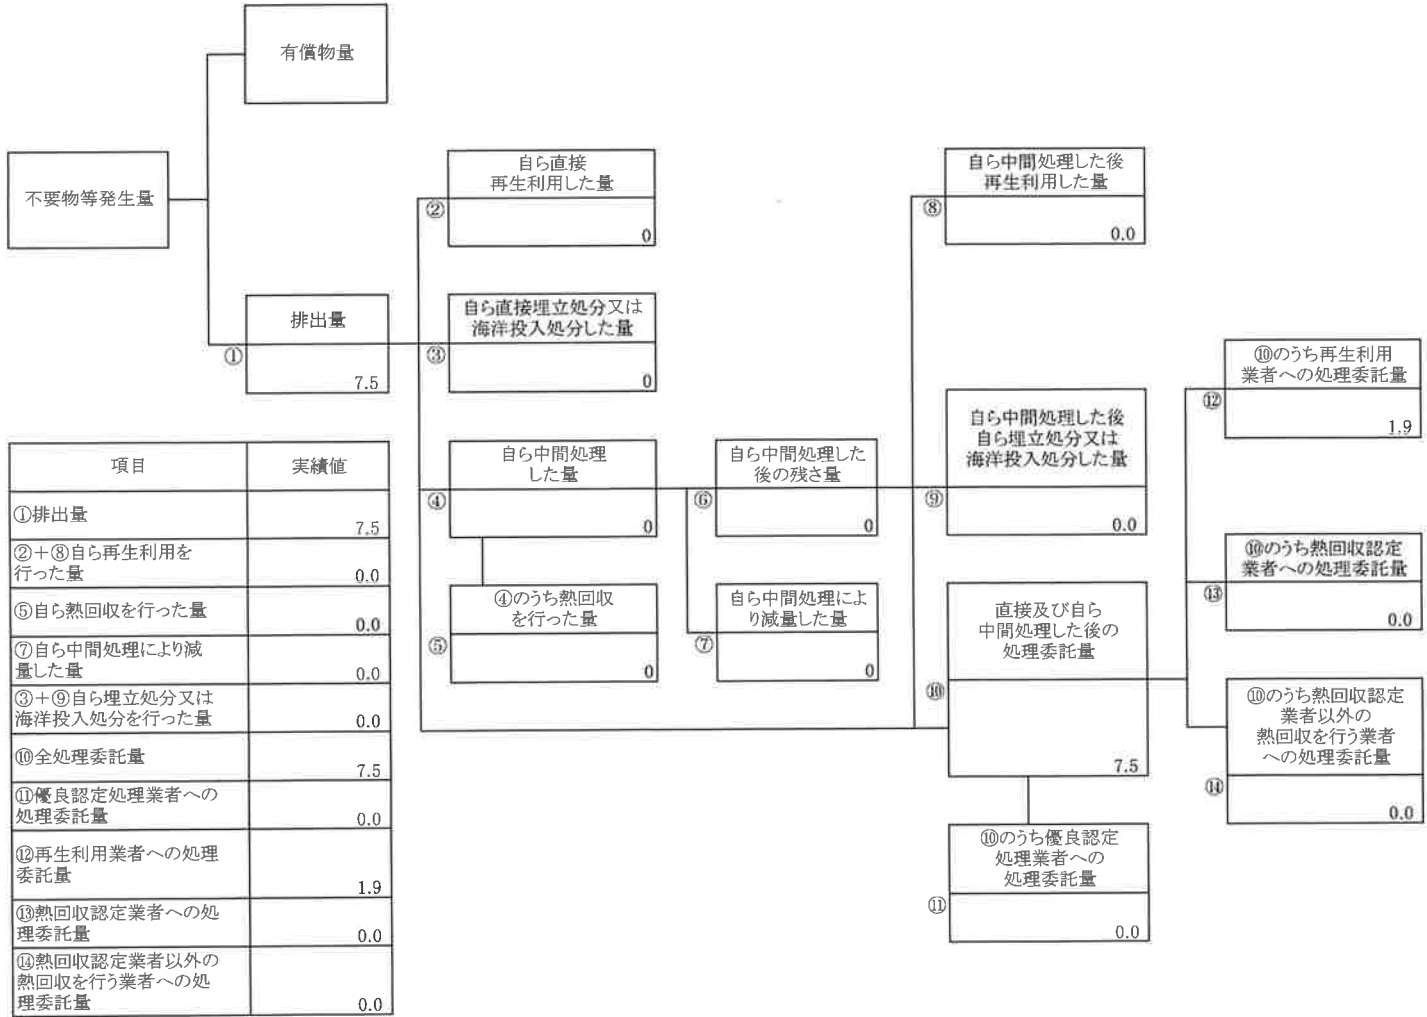 有償物量
不要物等発生量
排出量
①
7.5
自ら直接
再生利用した量
②
0
自ら直接埋立処分又は
海洋投入処分した量
③
0
自ら中間処理
した量
④
0
④のうち熱回収
を行った量
⑤
0
自ら中間処理した
後の残さ量
⑥
0
自ら中間処理によ
り減量した量
⑦
0
自ら中間処理した後
再生利用した量
⑧
0.0
自ら中間処理した後
自ら埋立処分又は
海洋投入処分した量
⑨
0.0
直接及び自ら
中間処理した後の
処理委託量
⑩
7.5
⑩のうち優良認定
処理業者への
処理委託量
⑪
0.0
⑩のうち再生利用
業者への処理委託量
⑫
1.9
⑩のうち熱回収認定
業者への処理委託量
⑬
0.0
⑩のうち熱回収認定
業者以外の
熱回収を行う業者
への処理委託量
⑭
0.0
項目 実績値
①排出量 7.5
②+⑧自ら再生利用を
行った量 0.0
⑤自ら熱回収を行った量 0.0
⑦自ら中間処理により減
量した量 0.0
③+⑨自ら埋立処分又は
海洋投入処分を行った量 0.0
⑩全処理委託量 7.5
⑪優良認定処理業者への
処理委託量 0.0
⑫再生利用業者への処理
委託量 1.9
⑬熱回収認定業者への処
理委託量 0.0
⑭熱回収認定業者以外の
熱回収を行う業者への処
理委託量 0.0